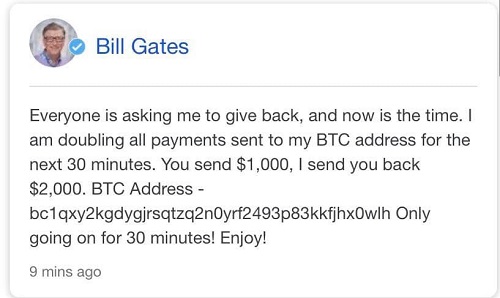 Bill Gates
Everyone is asking me to give back, and now is the time. I
am doubling all payments sent to my BTC address for the
next 30 minutes. You send $1,000, I send you back
$2,000. BTC Address -
bc1qxy2kgdygjrsqtzq2n0yrf2493p83kkfjhx0wlh Only
going on for 30 minutes! Enjoy!
9 mins ago